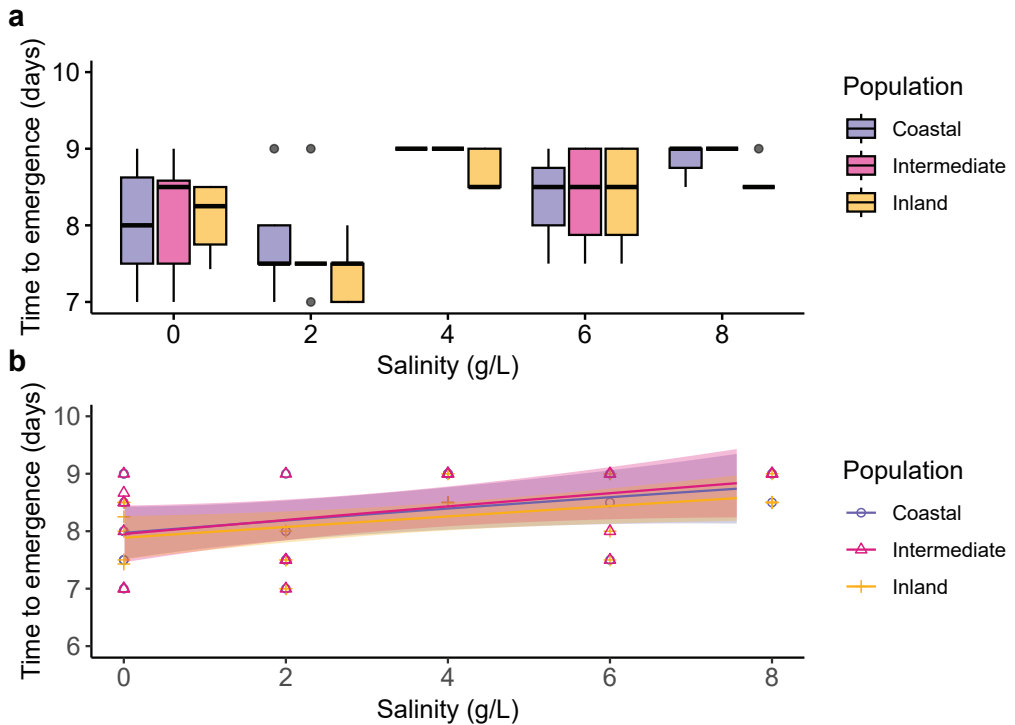 a
Time to emergence (days)
10
9
8
7
0 2 4 6 8
Salinity (g/L)
Population
Coastal
Intermediate
Inland
b
Time to emergence (days)
10
9
8
7
6
0 2 4 6 8
Salinity (g/L)
Population
Coastal
Intermediate
Inland